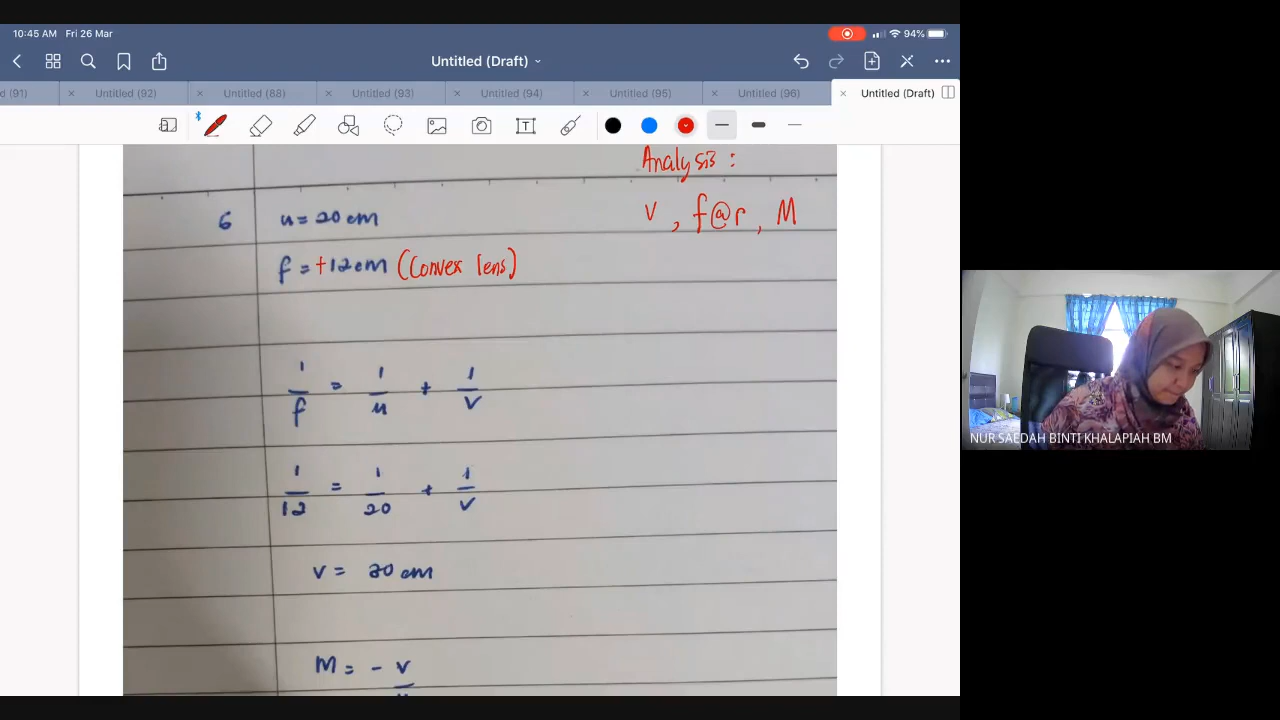 10:45 AM Fri 26 Mar
94%
Untitled (Draft)
d (91)
Untitled (92)
Untitled (88)
Untitled (93)
Untitled (94)
Untitled (95)
Untitled (96)
Untitled (Draft)
Analysis :
v , f@r , M
6 u = 20 cm
f = +12 cm (Convex lens)
1/f = 1/u + 1/v
1/12 = 1/20 + 1/v
v = 30 cm
M = - v
NUR SAEDAH BINTI KHALAPIAH BM